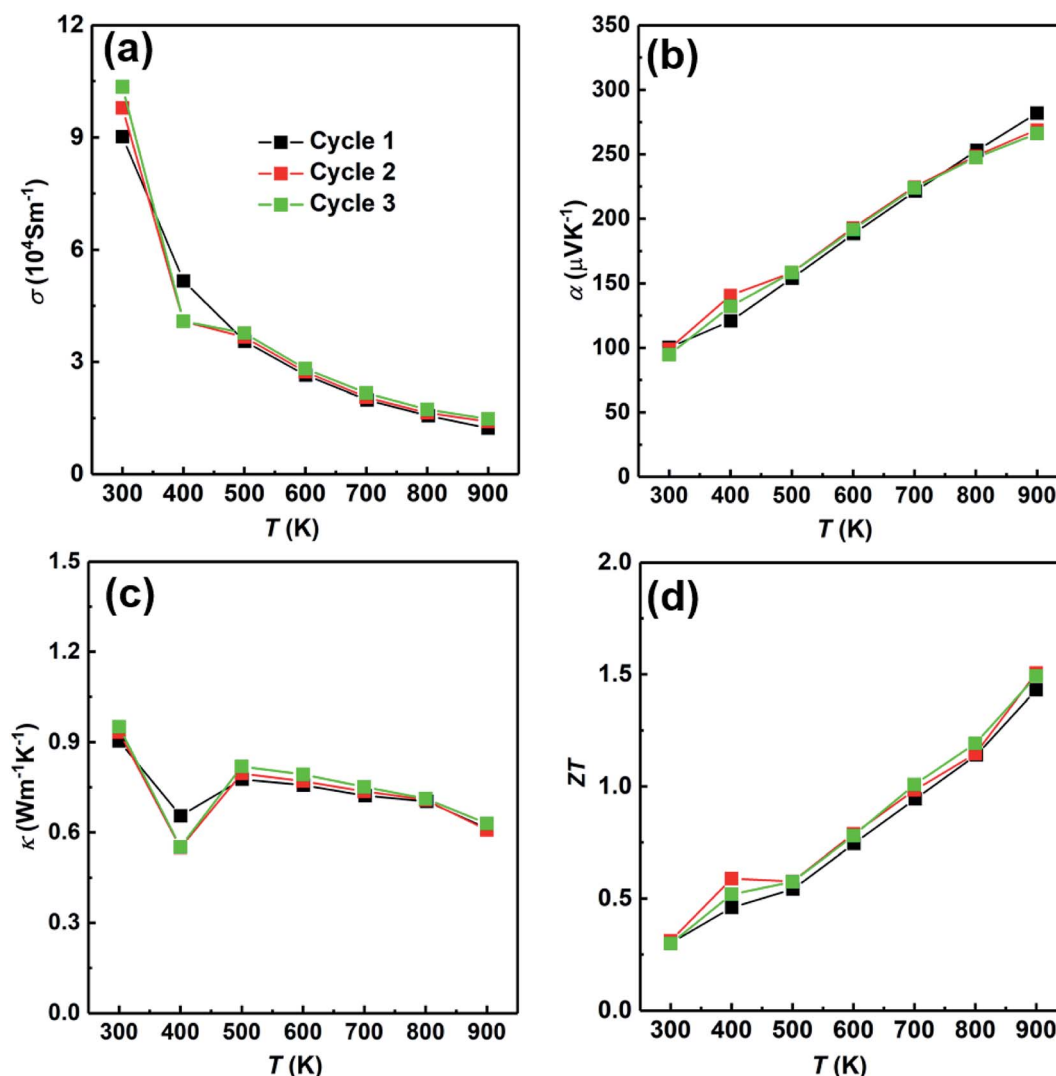 (a)
12
9
6
3
0
σ (10⁴Sm⁻¹)
Cycle 1
Cycle 2
Cycle 3
300 400 500 600 700 800 900
T (K)
(b)
350
300
250
200
150
100
50
0
α (μVK⁻¹)
300 400 500 600 700 800 900
T (K)
(c)
1.5
1.2
0.9
0.6
0.3
0.0
κ (Wm⁻¹K⁻¹)
300 400 500 600 700 800 900
T (K)
(d)
2.0
1.5
1.0
0.5
0.0
ZT
300 400 500 600 700 800 900
T (K)